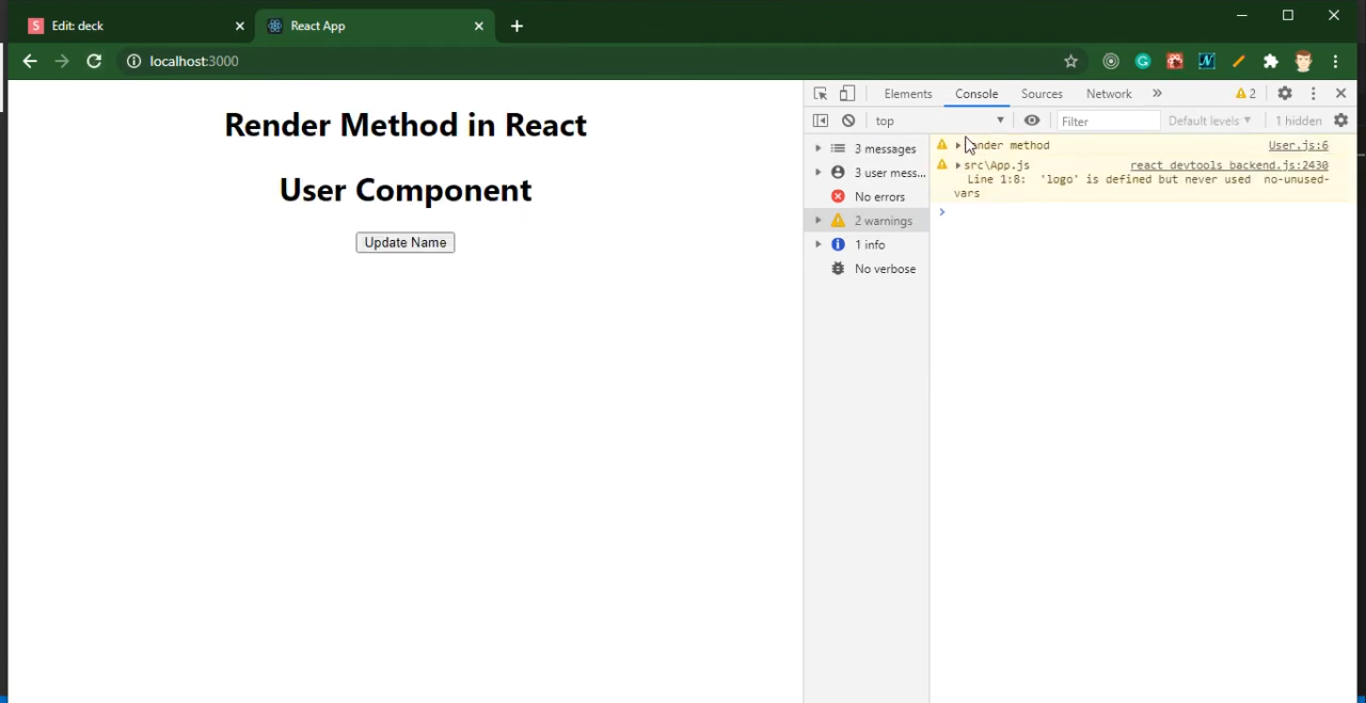 S Edit: deck
React App
localhost:3000
Elements Console Sources Network 2
top Filter Default levels 1 hidden
Render Method in React
User Component
Update Name
3 messages
3 user mess...
No errors
2 warnings
1 info
No verbose
method User.js:6
src\App.js react devtools backend.js:2430
Line 1:8: 'logo' is defined but never used no-unused-
vars